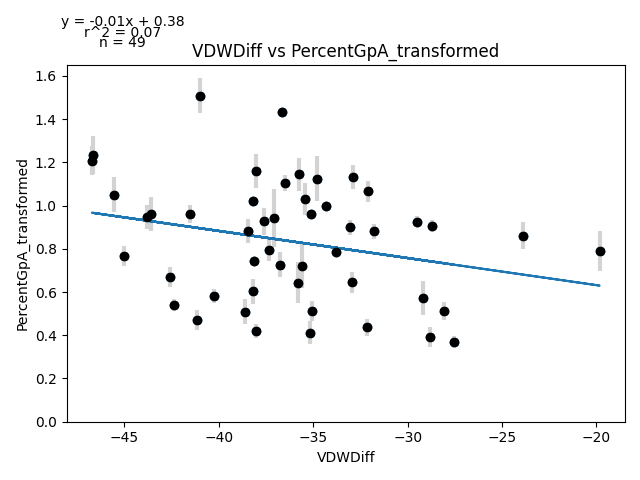 y = -0.01x + 0.38
r^2 = 0.07
n = 49
VDWDiff vs PercentGpA_transformed
PercentGpA_transformed
1.6
1.4
1.2
1.0
0.8
0.6
0.4
0.2
0.0
−45
−40
−35
−30
−25
−20
VDWDiff